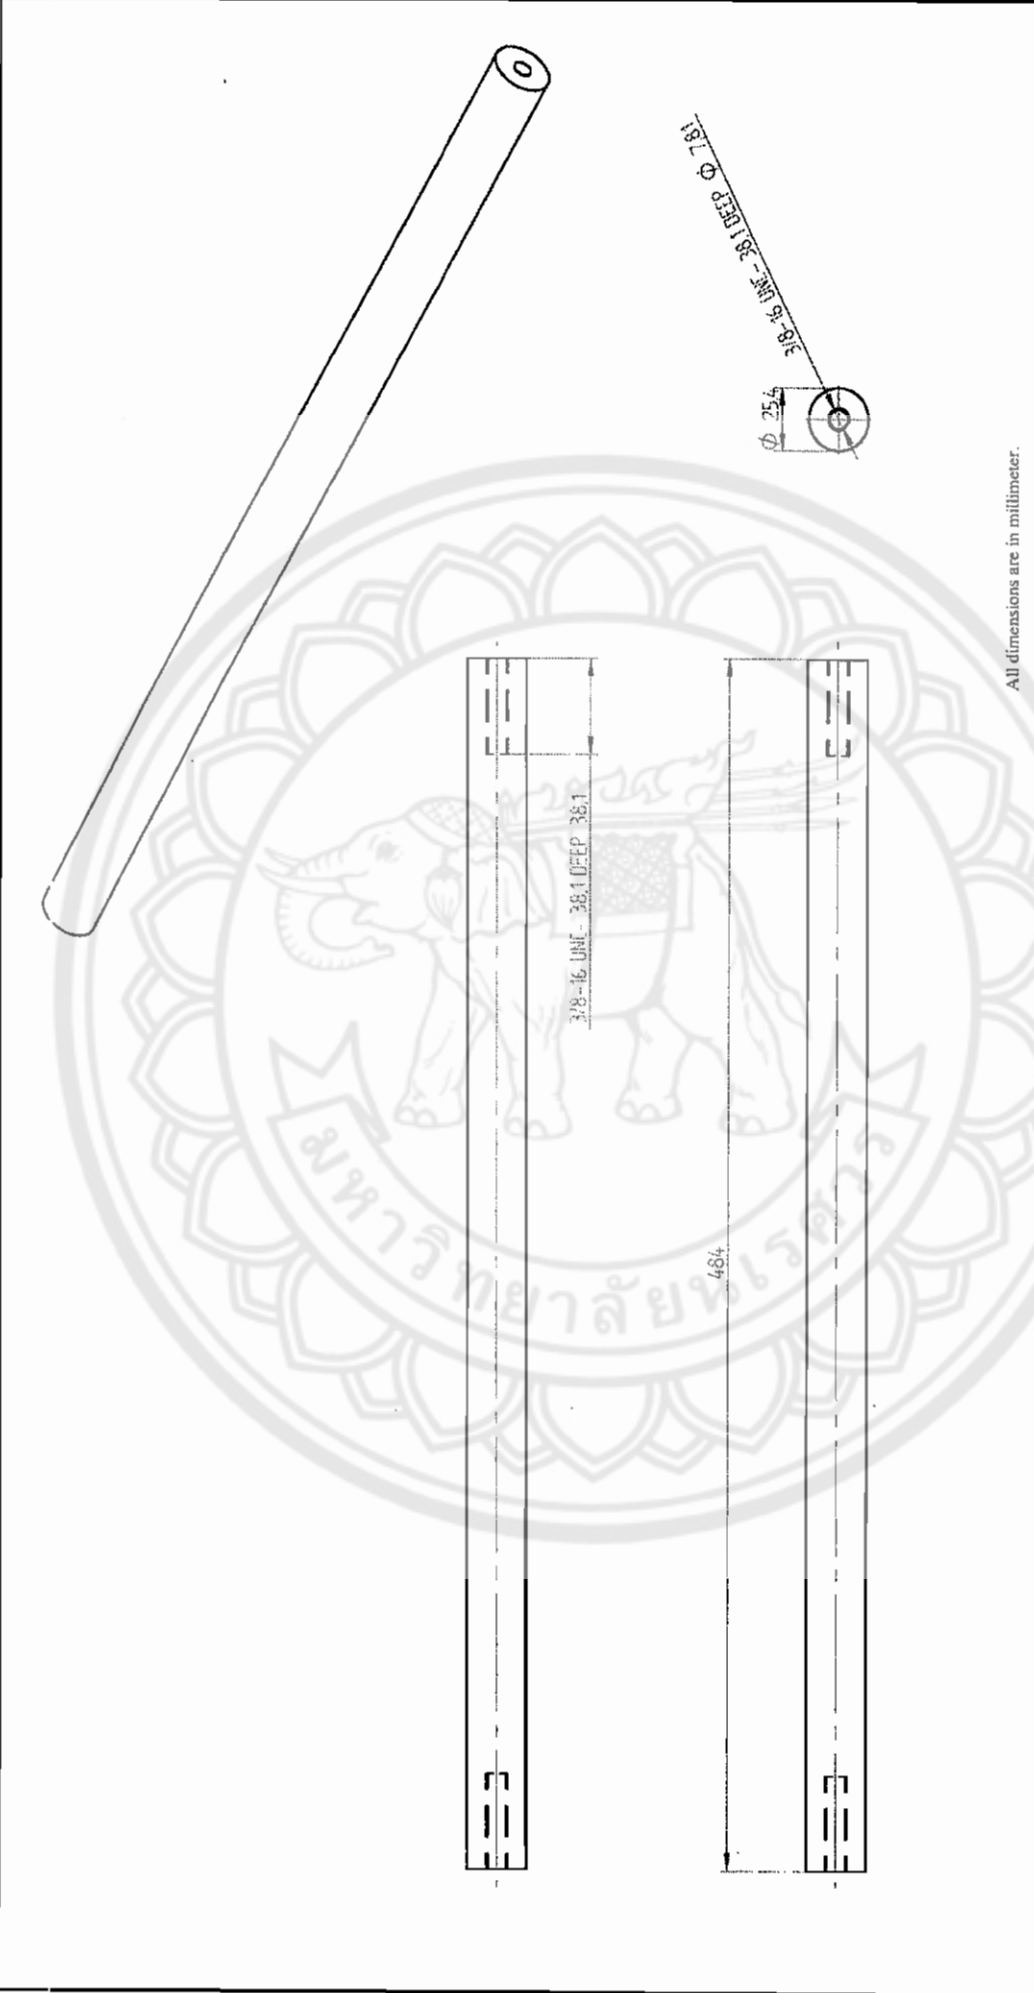 3/8-16 UNC - 38.1 DEEP Φ 7.81
Φ 25.4
3/8-16 UNC - 38.1 DEEP 38.1
484
All dimensions are in millimeter.
มหาวิทยาลัยนเรศวร